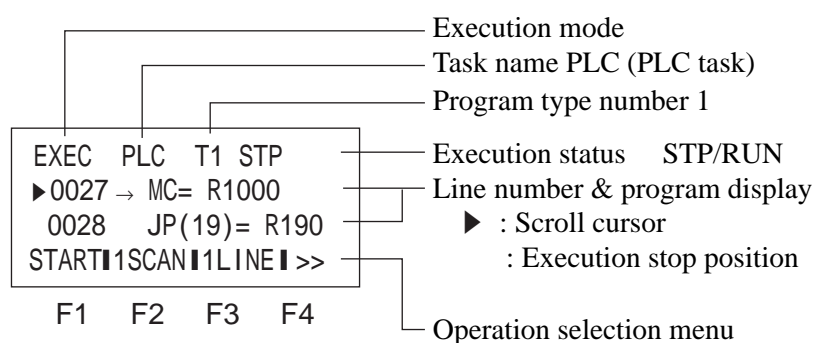 Execution mode
Task name PLC (PLC task)
Program type number 1
EXEC PLC T1 STP
Execution status STP/RUN
▶0027→ MC= R1000
Line number & program display
0028 JP(19)= R190
▶ : Scroll cursor
START▮1SCAN▮1LINE▮ >>
: Execution stop position
F1 F2 F3 F4
Operation selection menu